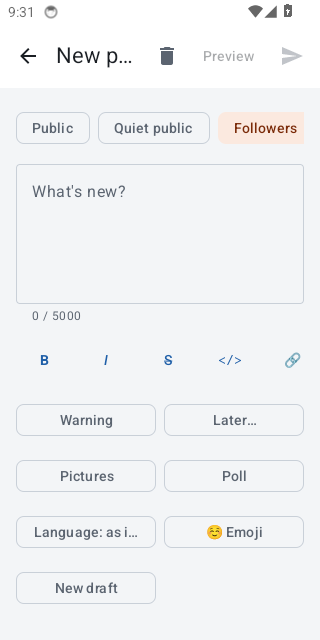 9:31
New p…
Preview
Public
Quiet public
Followers
What's new?
0 / 5000
B
I
S
</>
Warning
Later…
Pictures
Poll
Language: as i…
☺️ Emoji
New draft